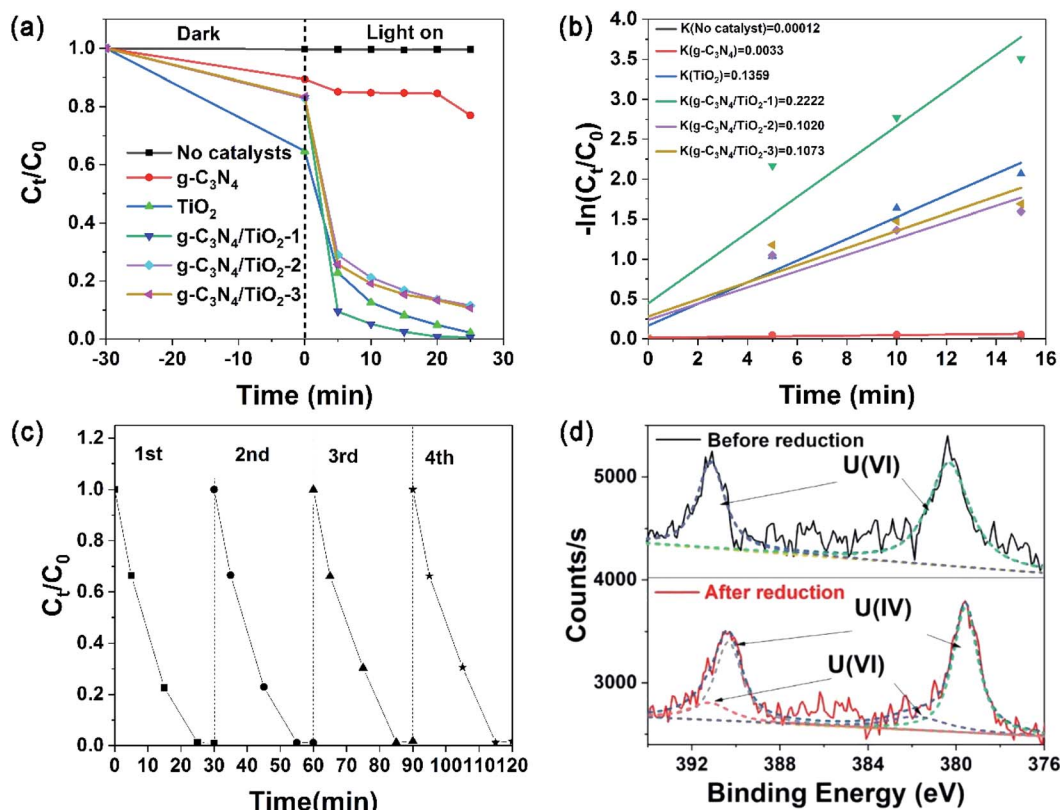 (a)
Dark
Light on
Cₜ/C₀
1.0
0.8
0.6
0.4
0.2
0.0
No catalysts
g-C₃N₄
TiO₂
g-C₃N₄/TiO₂-1
g-C₃N₄/TiO₂-2
g-C₃N₄/TiO₂-3
-30 -20 -10 0 10 20 30
Time (min)
(b)
-ln(Cₜ/C₀)
4.0
3.5
3.0
2.5
2.0
1.5
1.0
0.5
0.0
K(No catalyst)=0.00012
K(g-C₃N₄)=0.0033
K(TiO₂)=0.1359
K(g-C₃N₄/TiO₂-1)=0.2222
K(g-C₃N₄/TiO₂-2)=0.1020
K(g-C₃N₄/TiO₂-3)=0.1073
0 2 4 6 8 10 12 14 16
Time (min)
(c)
Cₜ/C₀
1.2
1.0
0.8
0.6
0.4
0.2
0.0
1st 2nd 3rd 4th
0 10 20 30 40 50 60 70 80 90 100110120
Time(min)
(d)
Counts/s
5000
4000
3000
Before reduction
U(VI)
After reduction
U(IV)
U(VI)
392 388 384 380 376
Binding Energy (eV)